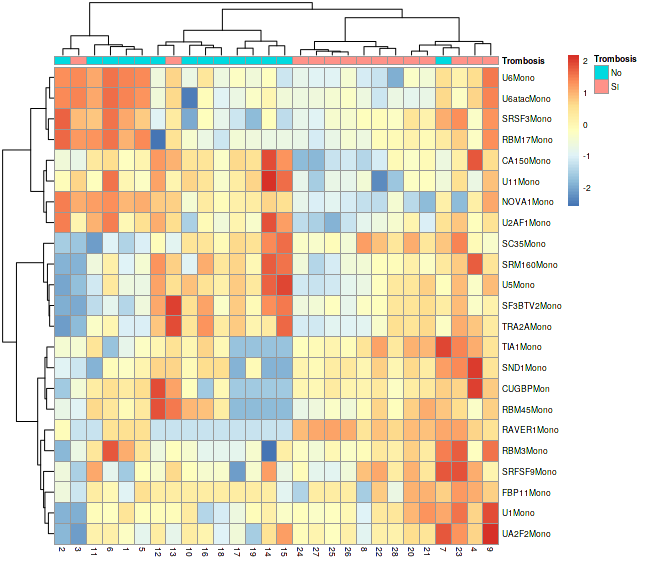 Trombosis
U6Mono
U6atacMono
SRSF3Mono
RBM17Mono
CA150Mono
U11Mono
NOVA1Mono
U2AF1Mono
SC35Mono
SRM160Mono
U5Mono
SF3BTV2Mono
TRA2AMono
TIA1Mono
SND1Mono
CUGBPMon
RBM45Mono
RAVER1Mono
RBM3Mono
SRFSF9Mono
FBP11Mono
U1Mono
UA2F2Mono
2 3 11 6 1 5 12 13 10 16 18 17 19 14 15 24 27 25 26 8 22 28 20 21 7 23 4 9
2
1
0
-1
-2
Trombosis
No
SI